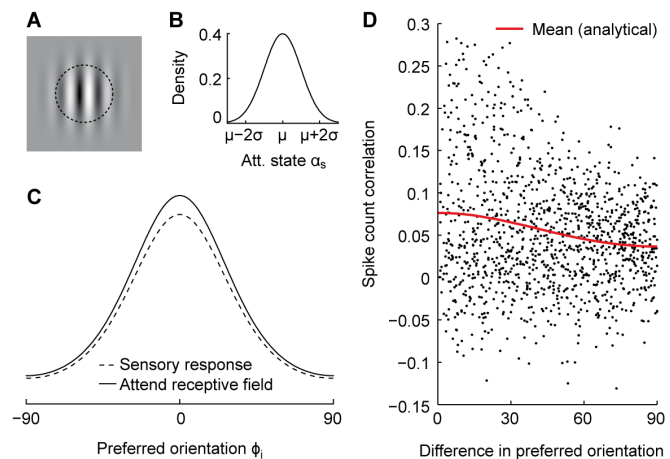 A
B
Density
0.4
0.2
0
μ−2σ μ μ+2σ
Att. state αs
C
Sensory response
Attend receptive field
−90 0 90
Preferred orientation ϕi
D
Mean (analytical)
Spike count correlation
0.3
0.25
0.2
0.15
0.1
0.05
0
−0.05
−0.1
−0.15
0 30 60 90
Difference in preferred orientation